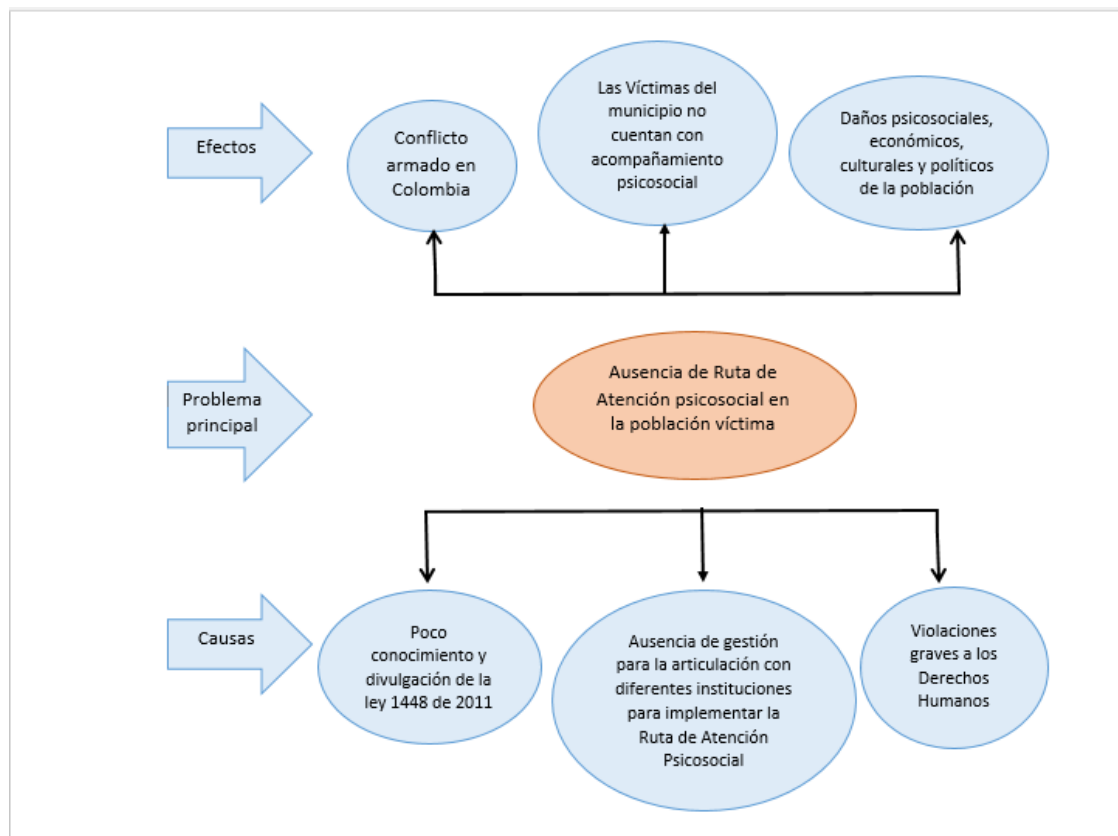 Efectos
Conflicto
armado en
Colombia
Las Víctimas del
municipio no
cuentan con
acompañamiento
psicosocial
Daños psicosociales,
económicos,
culturales y políticos
de la población
Problema
principal
Ausencia de Ruta de
Atención psicosocial en
la población víctima
Causas
Poco
conocimiento y
divulgación de la
ley 1448 de 2011
Ausencia de gestión
para la articulación con
diferentes instituciones
para implementar la
Ruta de Atención
Psicosocial
Violaciones
graves a los
Derechos
Humanos